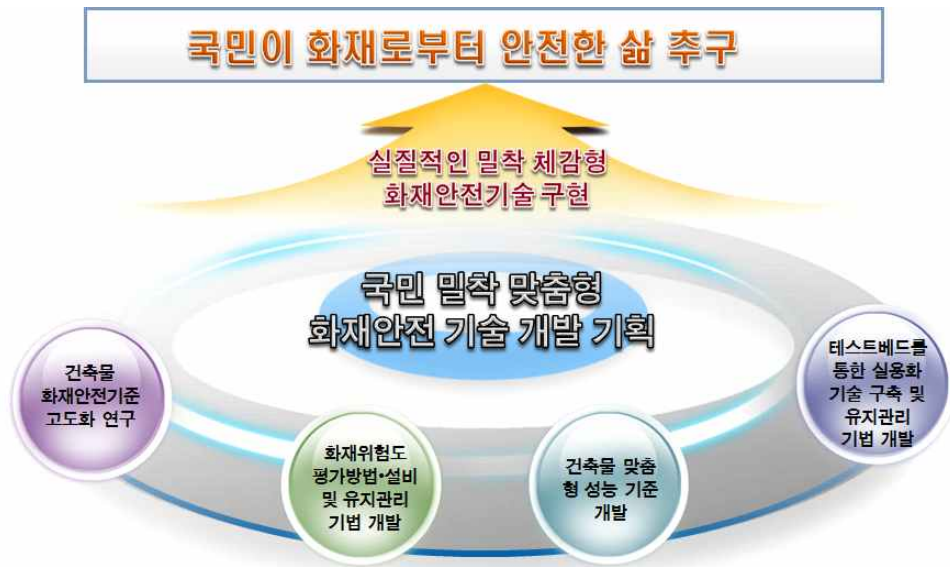 국민이 화재로부터 안전한 삶 추구
실질적인 밀착 체감형
화재안전기술 구현
국민 밀착 맞춤형
화재안전 기술 개발 기획
건축물
화재안전기준
고도화 연구
화재위험도
평가방법•설비
및 유지관리
기법 개발
건축물 맞춤
형 성능 기준
개발
테스트베드를
통한 실용화
기술 구축 및
유지관리
기법 개발